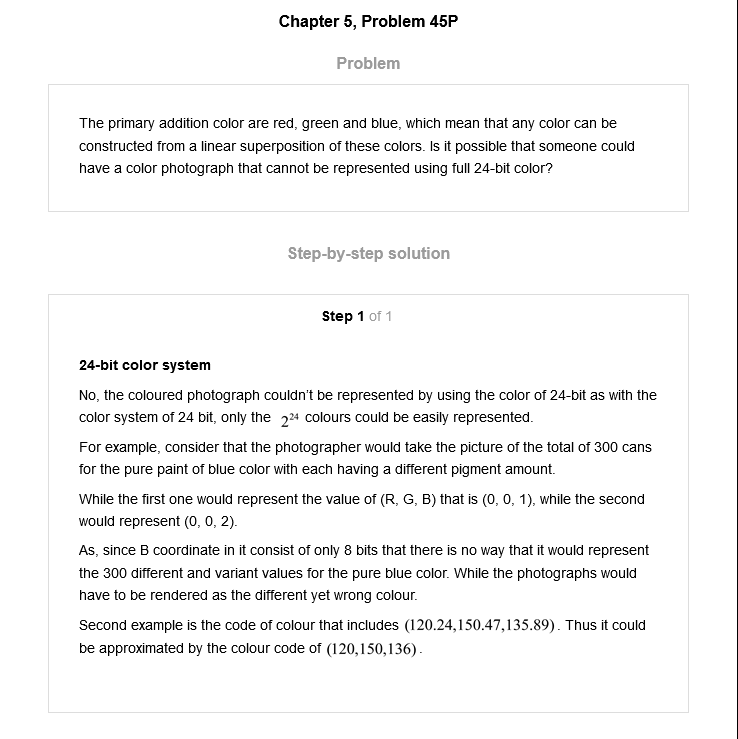 Chapter 5, Problem 45P
Problem
The primary addition color are red, green and blue, which mean that any color can be
constructed from a linear superposition of these colors. Is it possible that someone could
have a color photograph that cannot be represented using full 24-bit color?
Step-by-step solution
Step 1 of 1
24-bit color system
No, the coloured photograph couldn't be represented by using the color of 24-bit as with the
color system of 24 bit, only the 2²⁴ colours could be easily represented.
For example, consider that the photographer would take the picture of the total of 300 cans
for the pure paint of blue color with each having a different pigment amount.
While the first one would represent the value of (R, G, B) that is (0, 0, 1), while the second
would represent (0, 0, 2).
As, since B coordinate in it consist of only 8 bits that there is no way that it would represent
the 300 different and variant values for the pure blue color. While the photographs would
have to be rendered as the different yet wrong colour.
Second example is the code of colour that includes (120.24,150.47,135.89). Thus it could
be approximated by the colour code of (120,150,136).